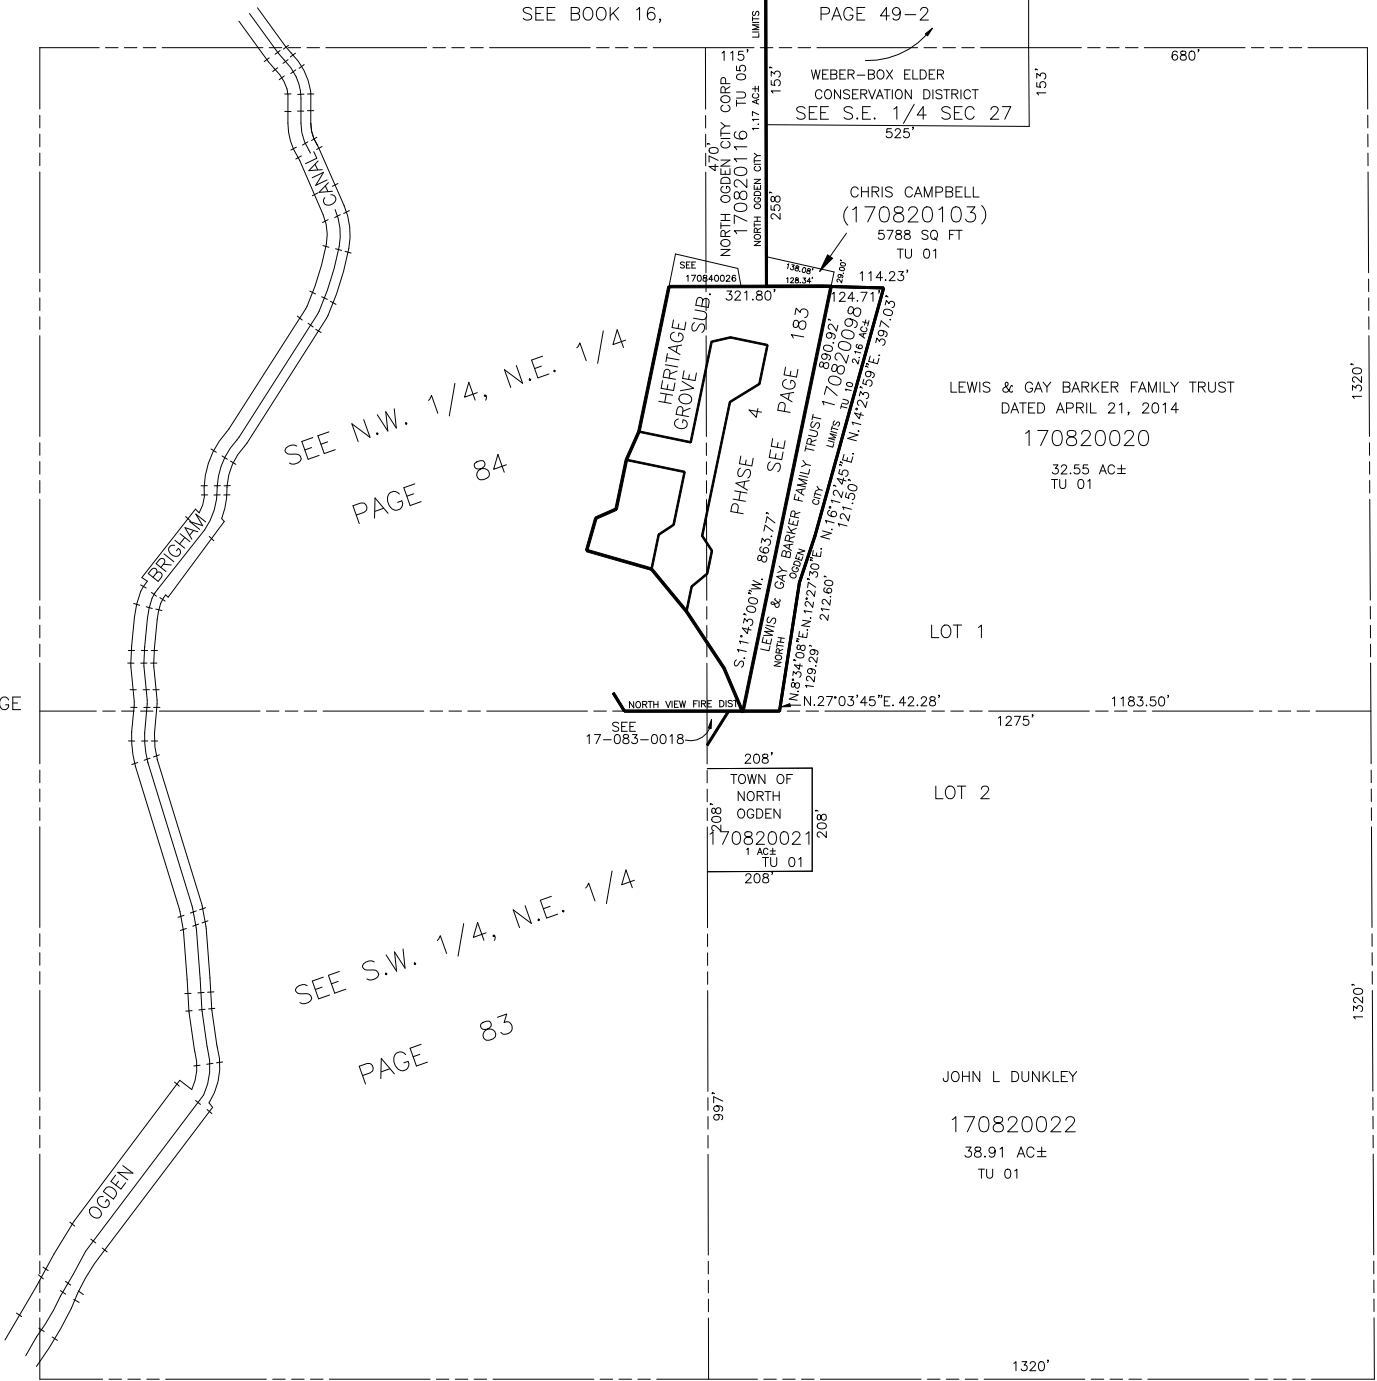 SEE BOOK 16,
PAGE 49-2
LIMITS
115'
680'
153'
153'
WEBER-BOX ELDER
CONSERVATION DISTRICT
SEE S.E. 1/4 SEC 27
525'
470'
NORTH OGDEN CITY CORP
170820116 TU 05
1.17 AC±
NORTH OGDEN CITY
258'
CHRIS CAMPBELL
(170820103)
5788 SQ FT
TU 01
CANAL
SEE
170840026
138.08'
128.34'
29.00'
114.23'
321.80'
124.71'
HERITAGE
GROVE SUB.
PHASE 4
SEE PAGE 183
890.92'
LEWIS & GAY BARKER FAMILY TRUST 170820098
TU 10 2.16 AC±
NORTH OGDEN CITY LIMITS
N.14°23'59"E. 397.03'
N.16°12'45"E.
121.50'
N.12°27'30"E.
212.60'
N.8°34'08"E.
129.29'
S.11°43'00"W. 863.77'
SEE N.W. 1/4, N.E. 1/4
PAGE 84
LEWIS & GAY BARKER FAMILY TRUST
DATED APRIL 21, 2014
170820020
32.55 AC±
TU 01
1320'
BRIGHAM
LOT 1
GE
NORTH VIEW FIRE DIST
N.27°03'45"E. 42.28'
1183.50'
1275'
SEE
17-083-0018
208'
TOWN OF
NORTH
OGDEN
170820021
1 AC±
TU 01
208'
208'
208'
LOT 2
SEE S.W. 1/4, N.E. 1/4
PAGE 83
1320'
997'
JOHN L DUNKLEY
170820022
38.91 AC±
TU 01
OGDEN
1320'